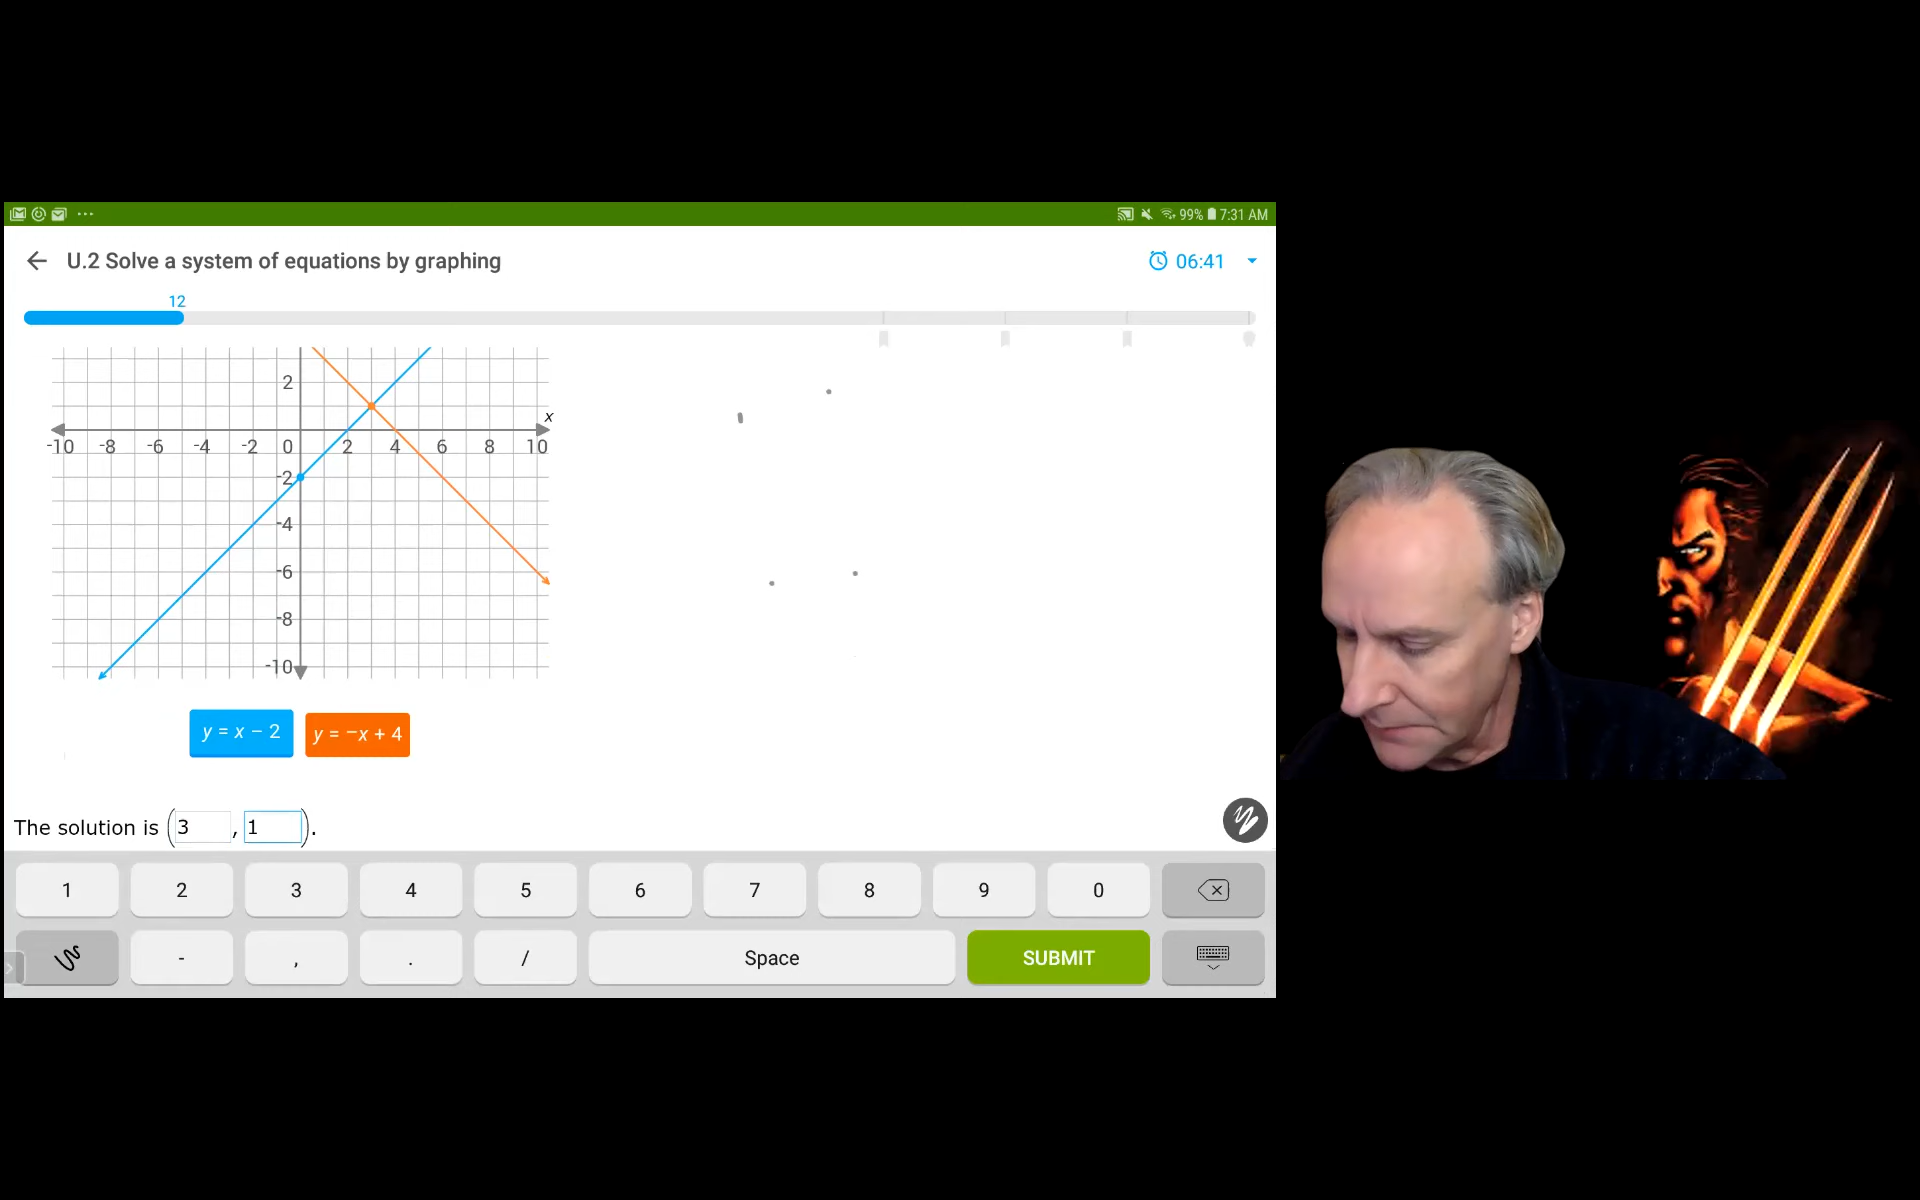 99% 7:31 AM
U.2 Solve a system of equations by graphing
06:41
12
2
x
-10 -8 -6 -4 -2 0 2 4 6 8 10
-2
-4
-6
-8
-10
y = x − 2 y = −x + 4
The solution is (3, 1).
1 2 3 4 5 6 7 8 9 0
- , . / Space SUBMIT